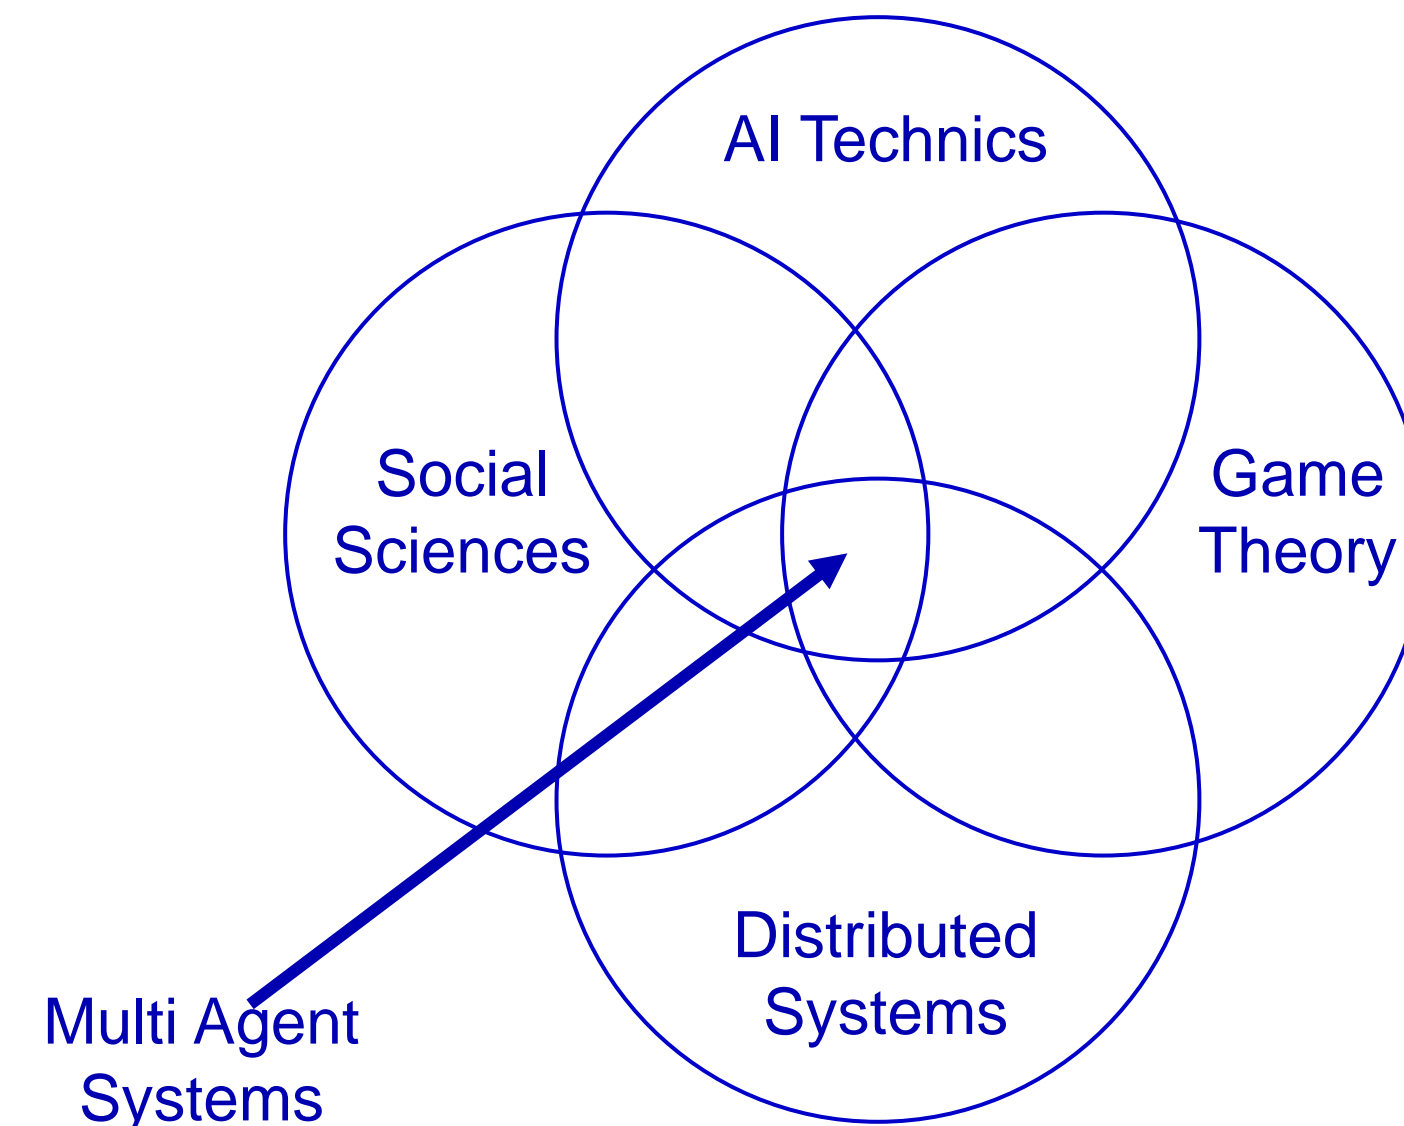 AI Technics
Social
Sciences
Game
Theory
Distributed
Systems
Multi Agent
Systems